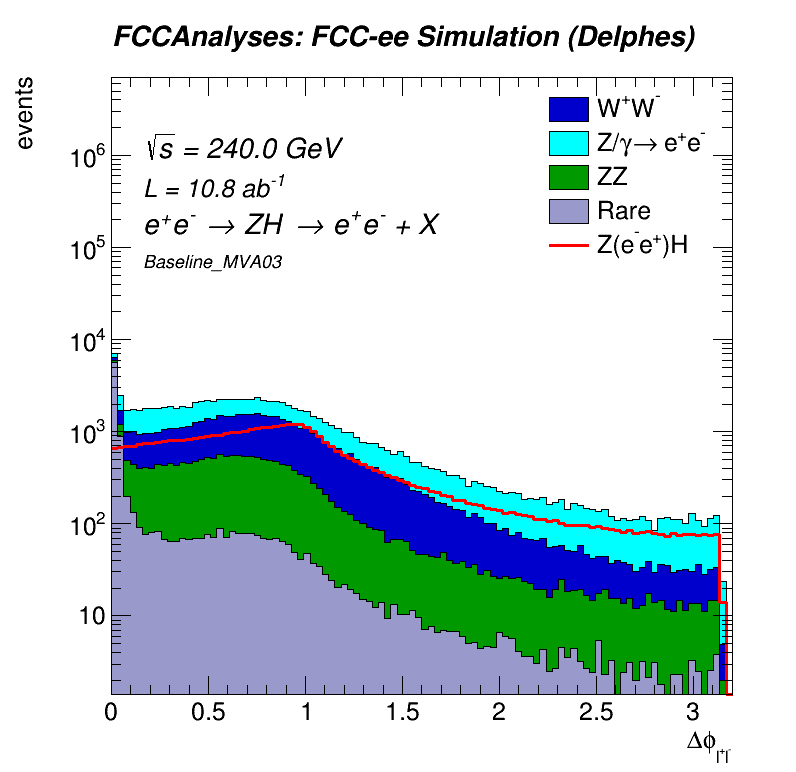 FCCAnalyses: FCC-ee Simulation (Delphes)
events
√s = 240.0 GeV
L = 10.8 ab⁻¹
e⁺e⁻ → ZH → e⁺e⁻ + X
Baseline_MVA03
W⁺W⁻
Z/γ→ e⁺e⁻
ZZ
Rare
Z(e⁻e⁺)H
10⁶
10⁵
10⁴
10³
10²
10
0 0.5 1 1.5 2 2.5 3
Δϕ_l⁺l⁻